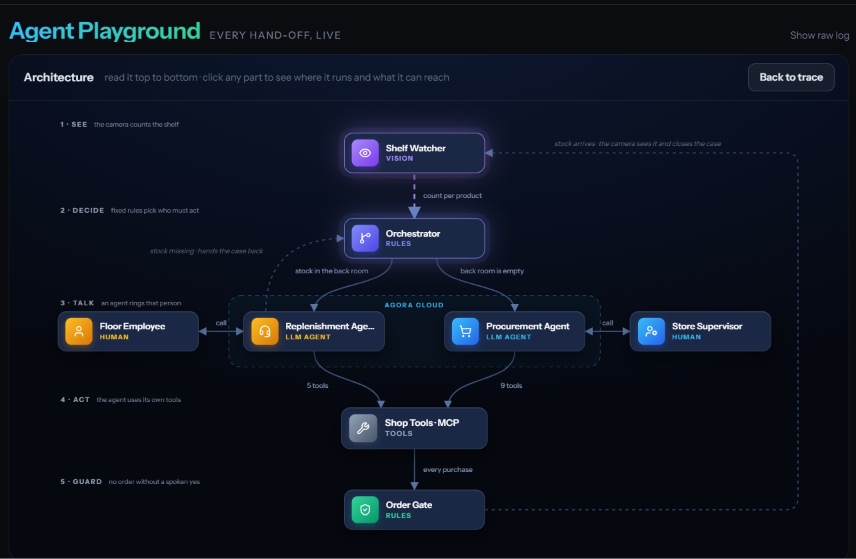 Agent Playground EVERY HAND-OFF, LIVE
Show raw log
Architecture read it top to bottom · click any part to see where it runs and what it can reach
Back to trace
1 · SEE the camera counts the shelf
Shelf Watcher
VISION
stock arrives · the camera sees it and closes the case
count per product
2 · DECIDE fixed rules pick who must act
Orchestrator
RULES
stock missing · hands the case back
stock in the back room
back room is empty
3 · TALK an agent rings that person
AGORA CLOUD
Floor Employee
HUMAN
call
Replenishment Age...
LLM AGENT
Procurement Agent
LLM AGENT
call
Store Supervisor
HUMAN
5 tools
9 tools
4 · ACT the agent uses its own tools
Shop Tools · MCP
TOOLS
every purchase
5 · GUARD no order without a spoken yes
Order Gate
RULES